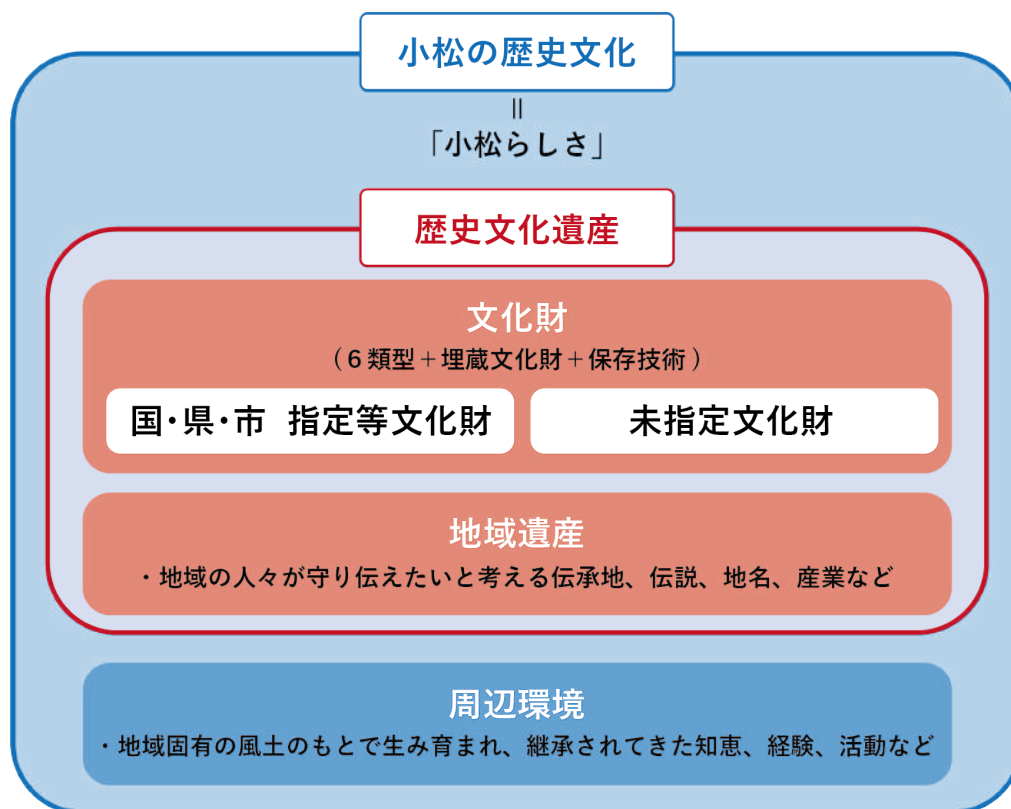 小松の歴史文化
=
「小松らしさ」
歴史文化遺産
文化財
(6類型+埋蔵文化財+保存技術)
国・県・市 指定等文化財
未指定文化財
地域遺産
・地域の人々が守り伝えたいと考える伝承地、伝説、地名、産業など
周辺環境
・地域固有の風土のもとで生み育まれ、継承されてきた知恵、経験、活動など